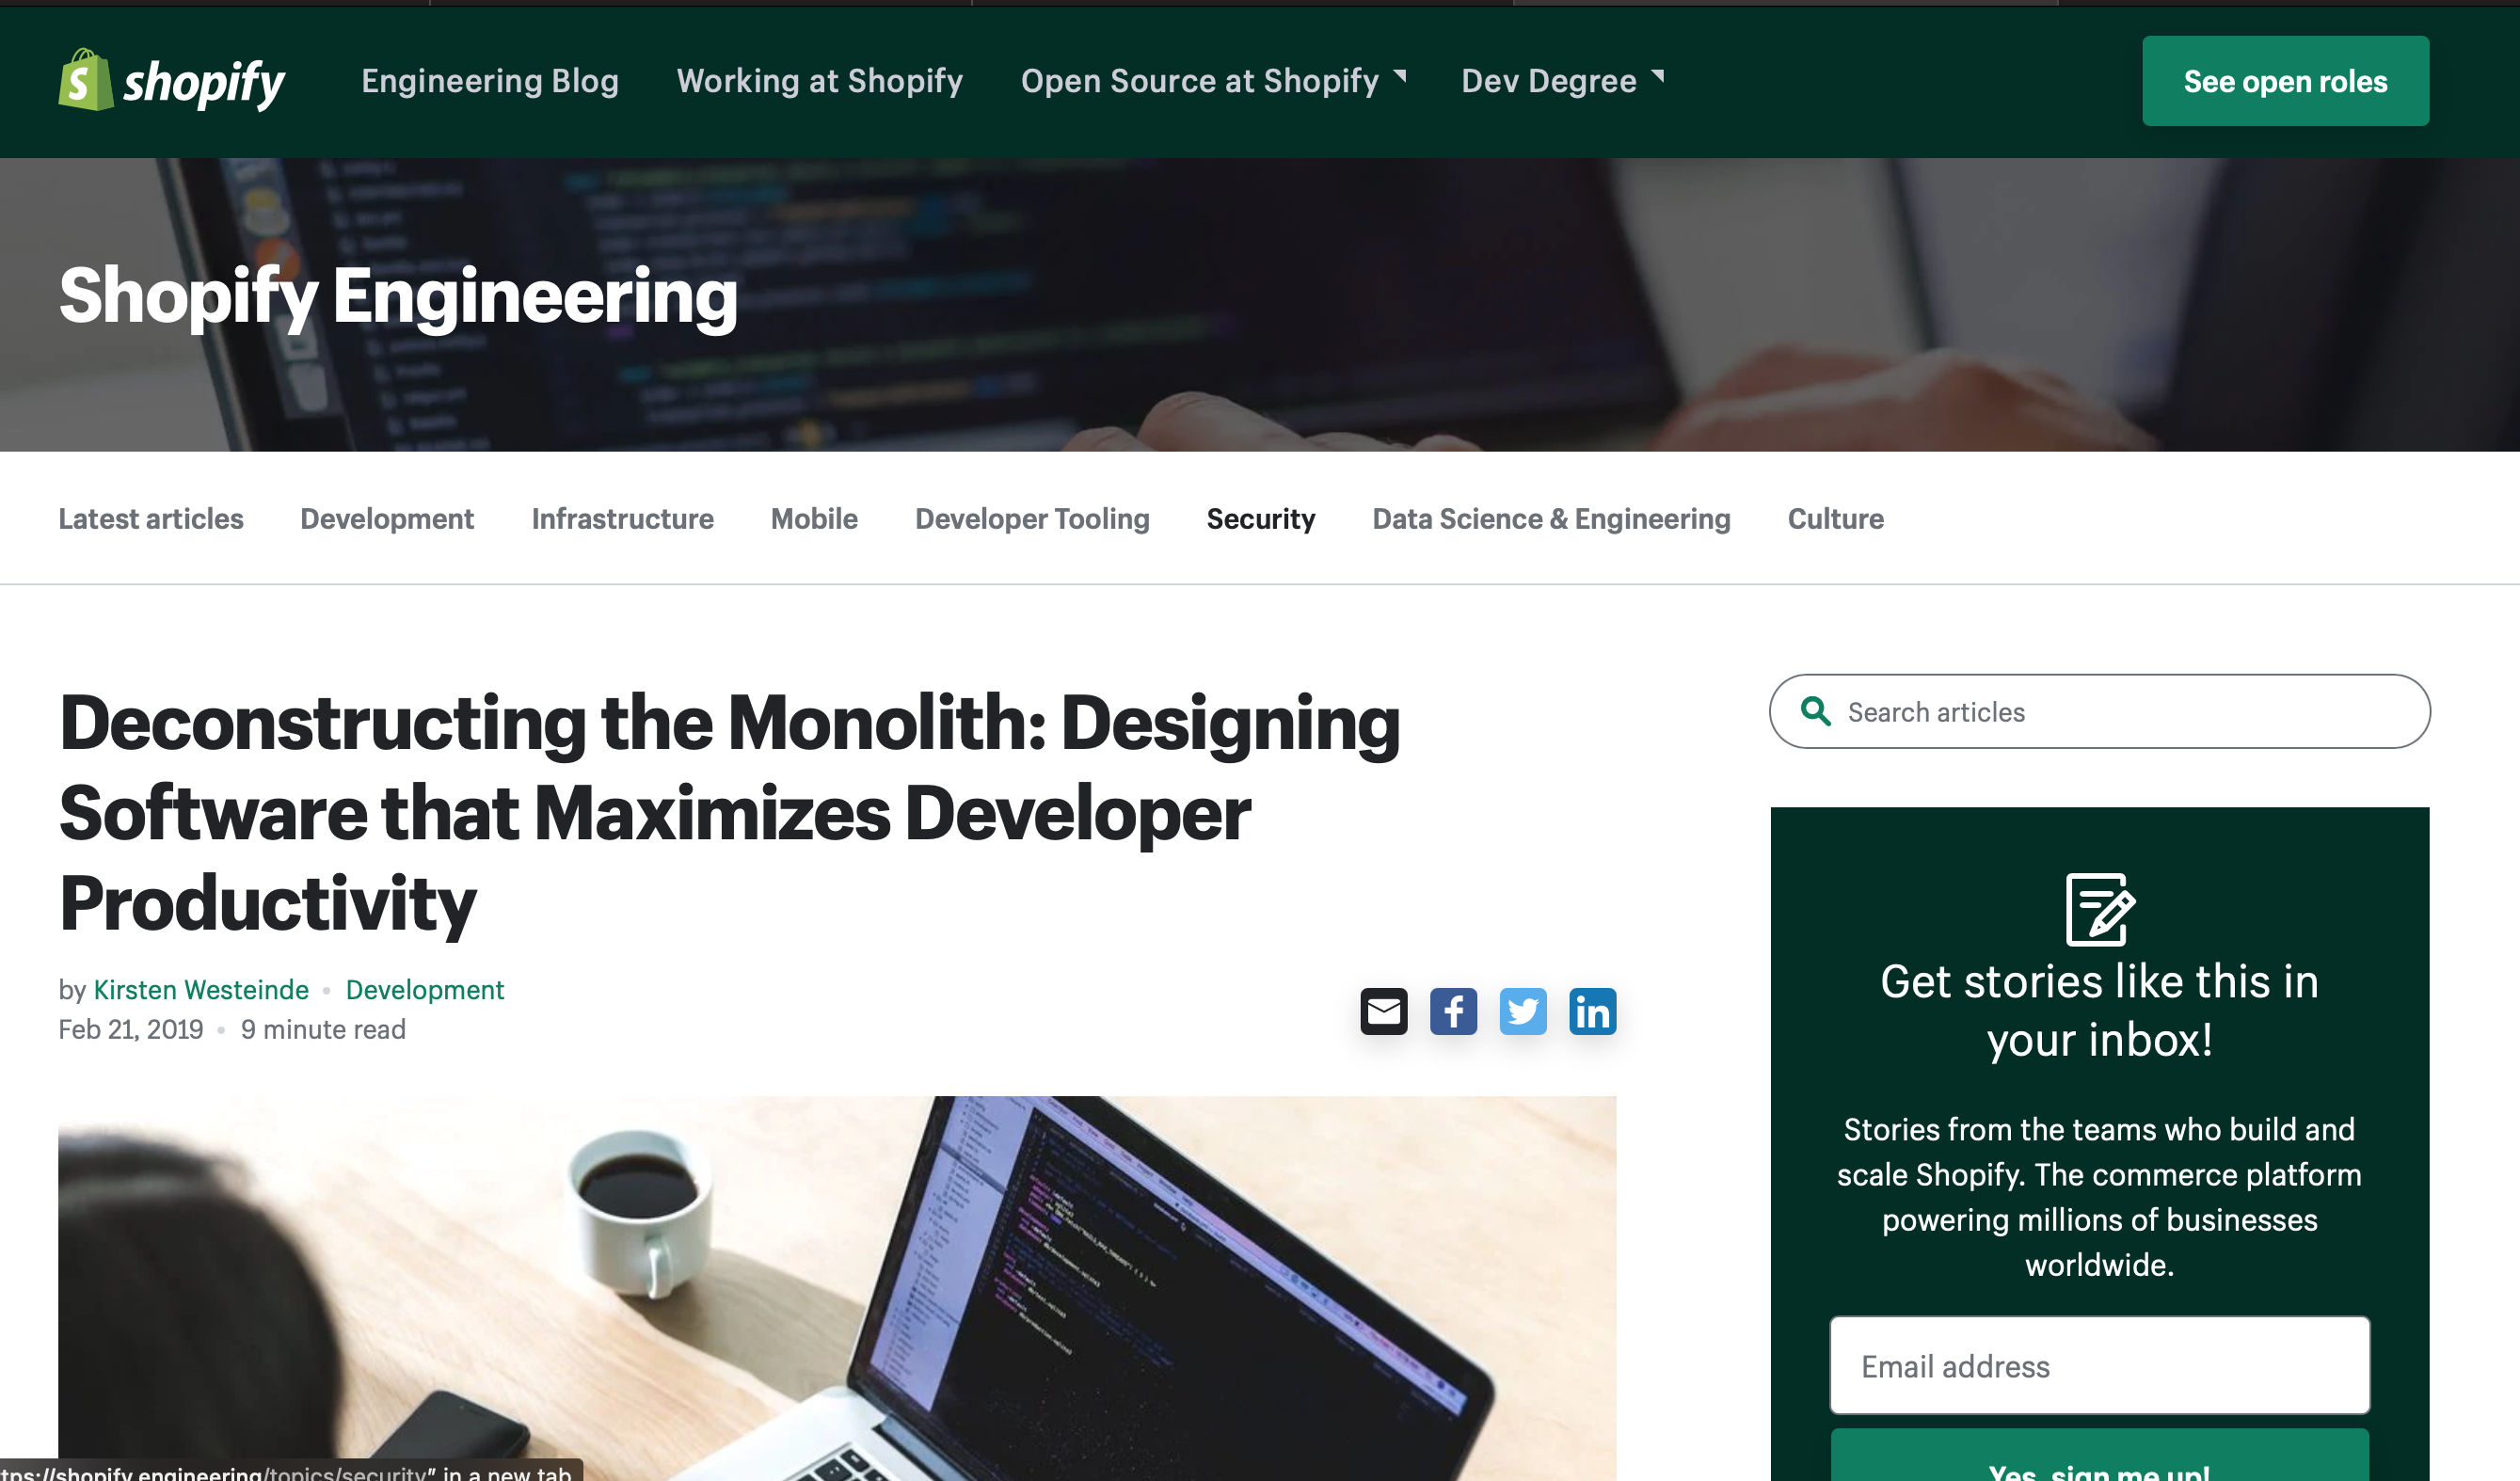 shopify
Engineering Blog
Working at Shopify
Open Source at Shopify
Dev Degree
See open roles
Shopify Engineering
Latest articles
Development
Infrastructure
Mobile
Developer Tooling
Security
Data Science & Engineering
Culture
Deconstructing the Monolith: Designing
Software that Maximizes Developer
Productivity
by Kirsten Westeinde • Development
Feb 21, 2019 • 9 minute read
Search articles
Get stories like this in
your inbox!
Stories from the teams who build and
scale Shopify. The commerce platform
powering millions of businesses
worldwide.
Email address
Yes, sign me up!
tps://shopify.engineering/topics/security” in a new tab